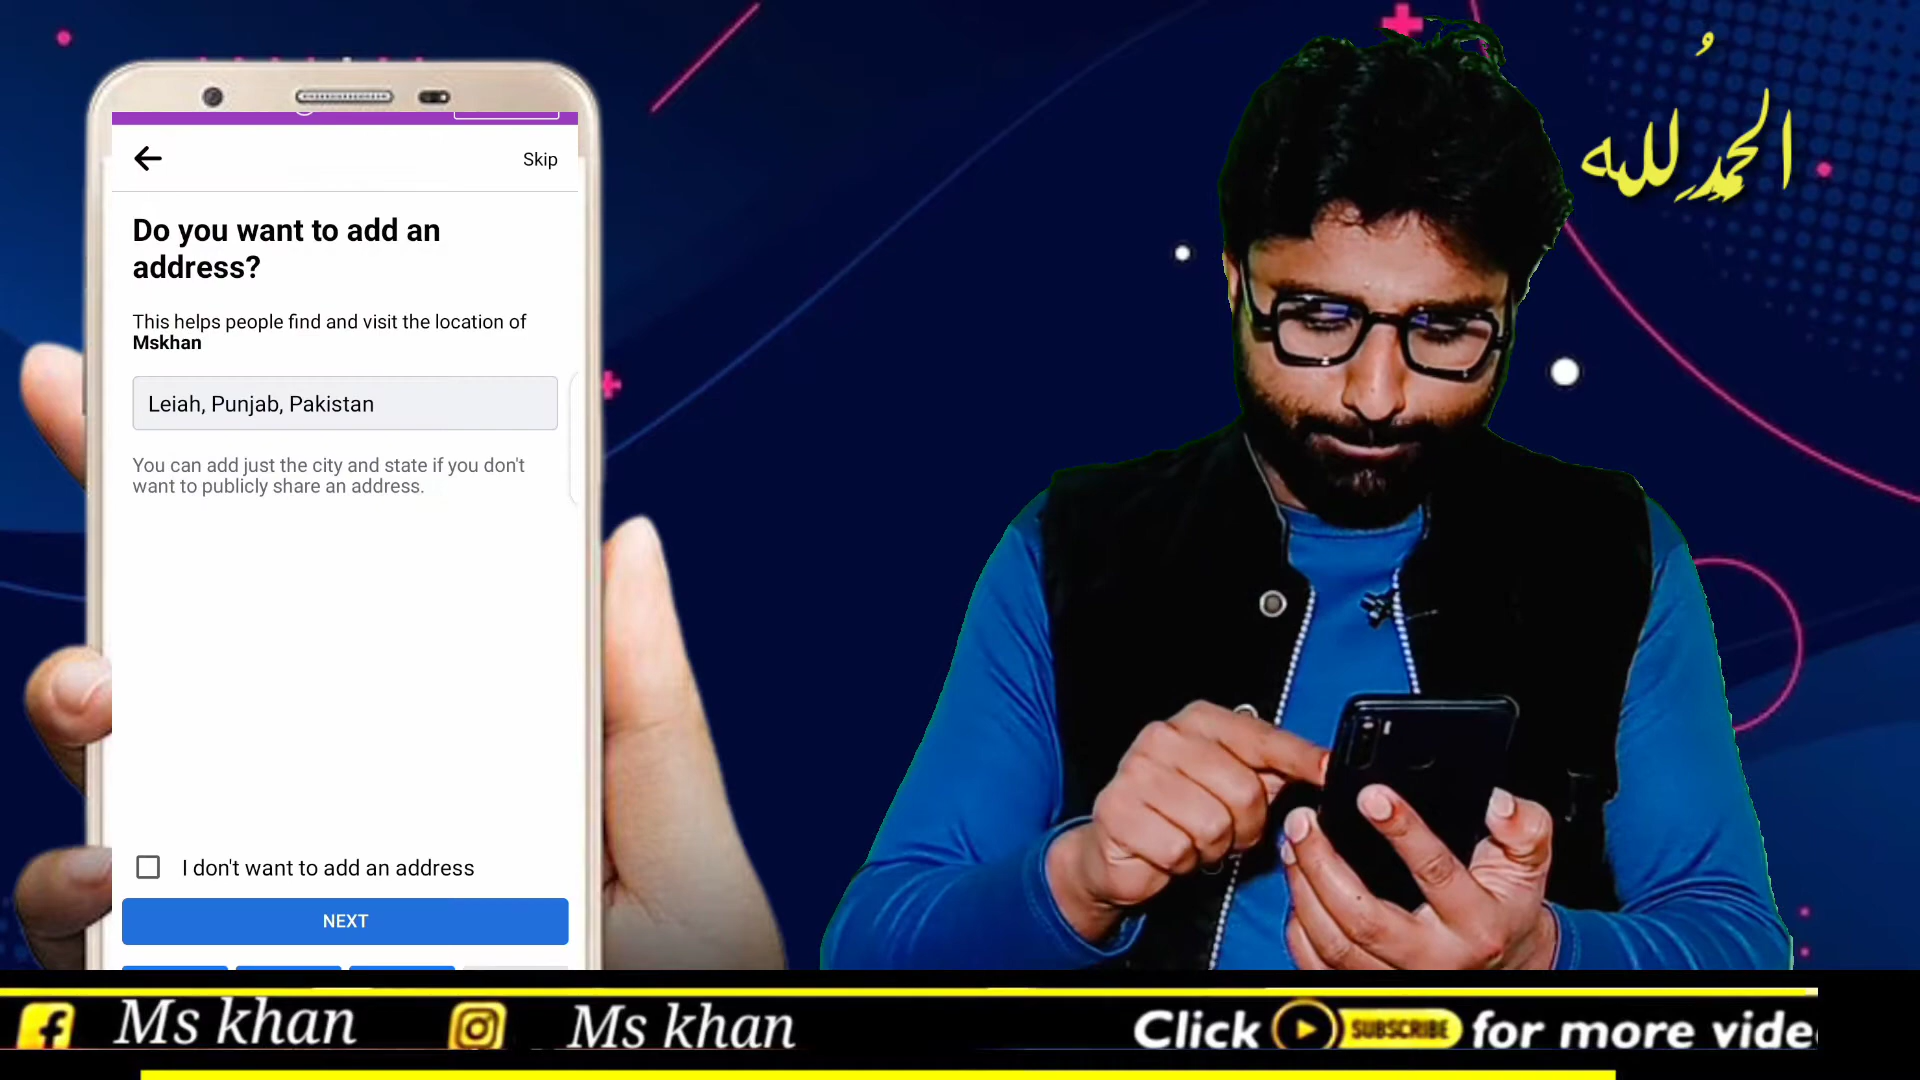 Skip
Do you want to add an
address?
This helps people find and visit the location of
Mskhan
Leiah, Punjab, Pakistan
You can add just the city and state if you don't
want to publicly share an address.
I don't want to add an address
NEXT
الحمدُلله
Ms khan
Ms khan
Click SUBSCRIBE for more vide